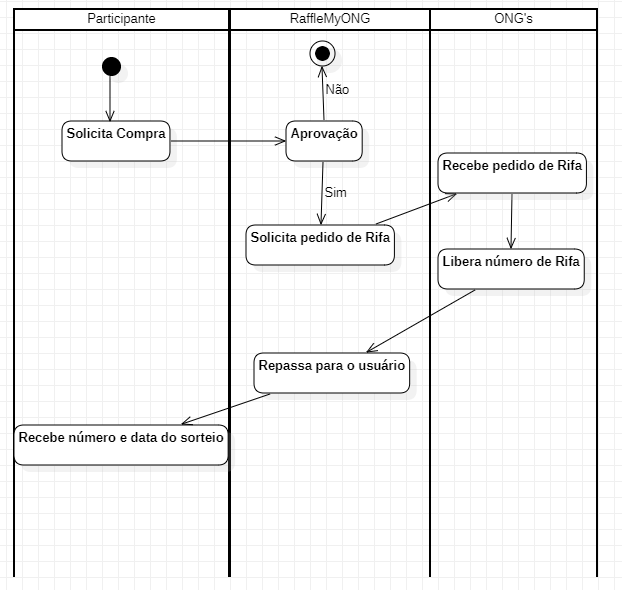 Participante
RaffleMyONG
ONG's
Não
Solicita Compra
Aprovação
Recebe pedido de Rifa
Sim
Solicita pedido de Rifa
Libera número de Rifa
Repassa para o usuário
Recebe número e data do sorteio